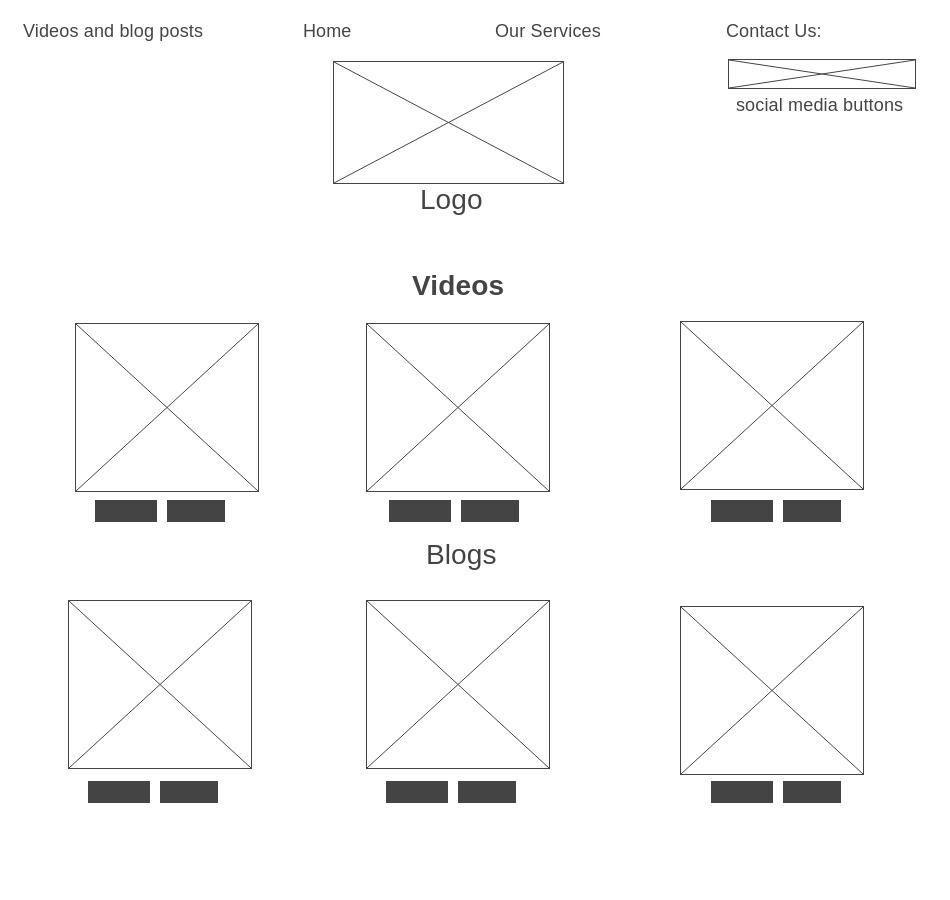 Videos and blog posts
Home
Our Services
Contact Us:
social media buttons
Logo
Videos
Blogs